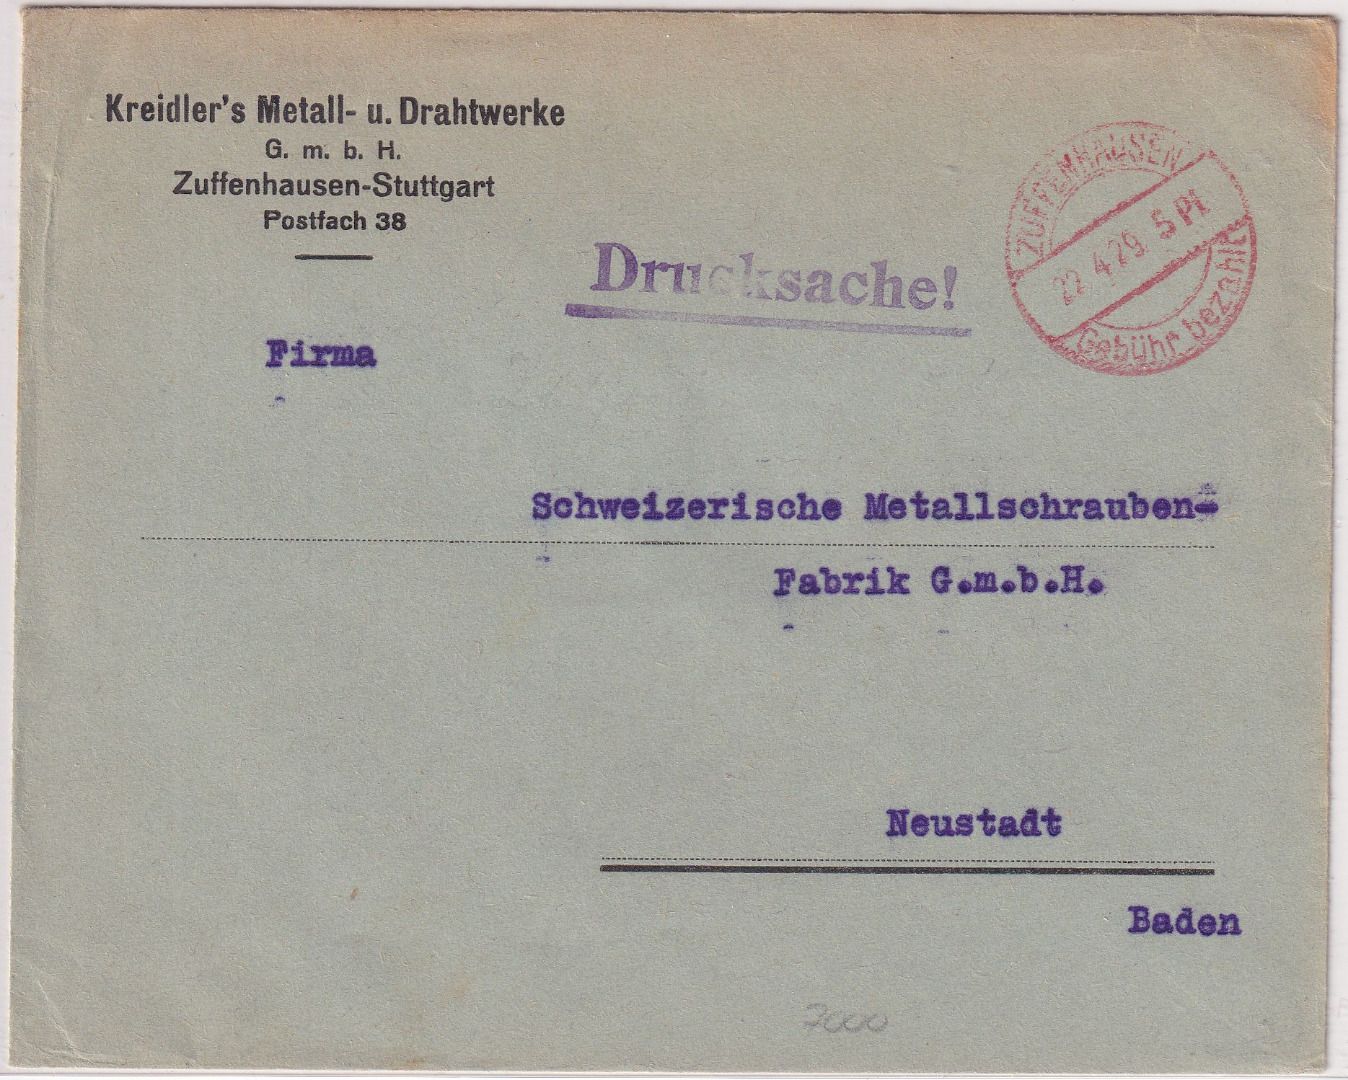 Kreidler's Metall- u. Drahtwerke
G. m. b. H.
Zuffenhausen-Stuttgart
Postfach 38
Drucksache!
ZUFFENHAUSEN
22.4.29. 5 Pf.
Gebühr bezahlt
Firma
Schweizerische Metallschrauben-
Fabrik G.m.b.H.
Neustadt
Baden
7000